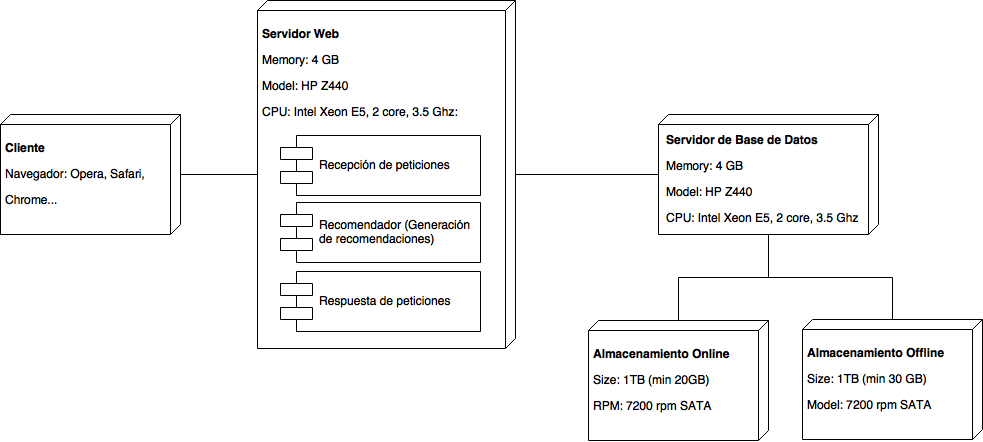 Servidor Web
Memory: 4 GB
Model: HP Z440
CPU: Intel Xeon E5, 2 core, 3.5 Ghz:
Recepción de peticiones
Recomendador (Generación
de recomendaciones)
Respuesta de peticiones
Cliente
Navegador: Opera, Safari,
Chrome...
Servidor de Base de Datos
Memory: 4 GB
Model: HP Z440
CPU: Intel Xeon E5, 2 core, 3.5 Ghz
Almacenamiento Online
Size: 1TB (min 20GB)
RPM: 7200 rpm SATA
Almacenamiento Offline
Size: 1TB (min 30 GB)
Model: 7200 rpm SATA